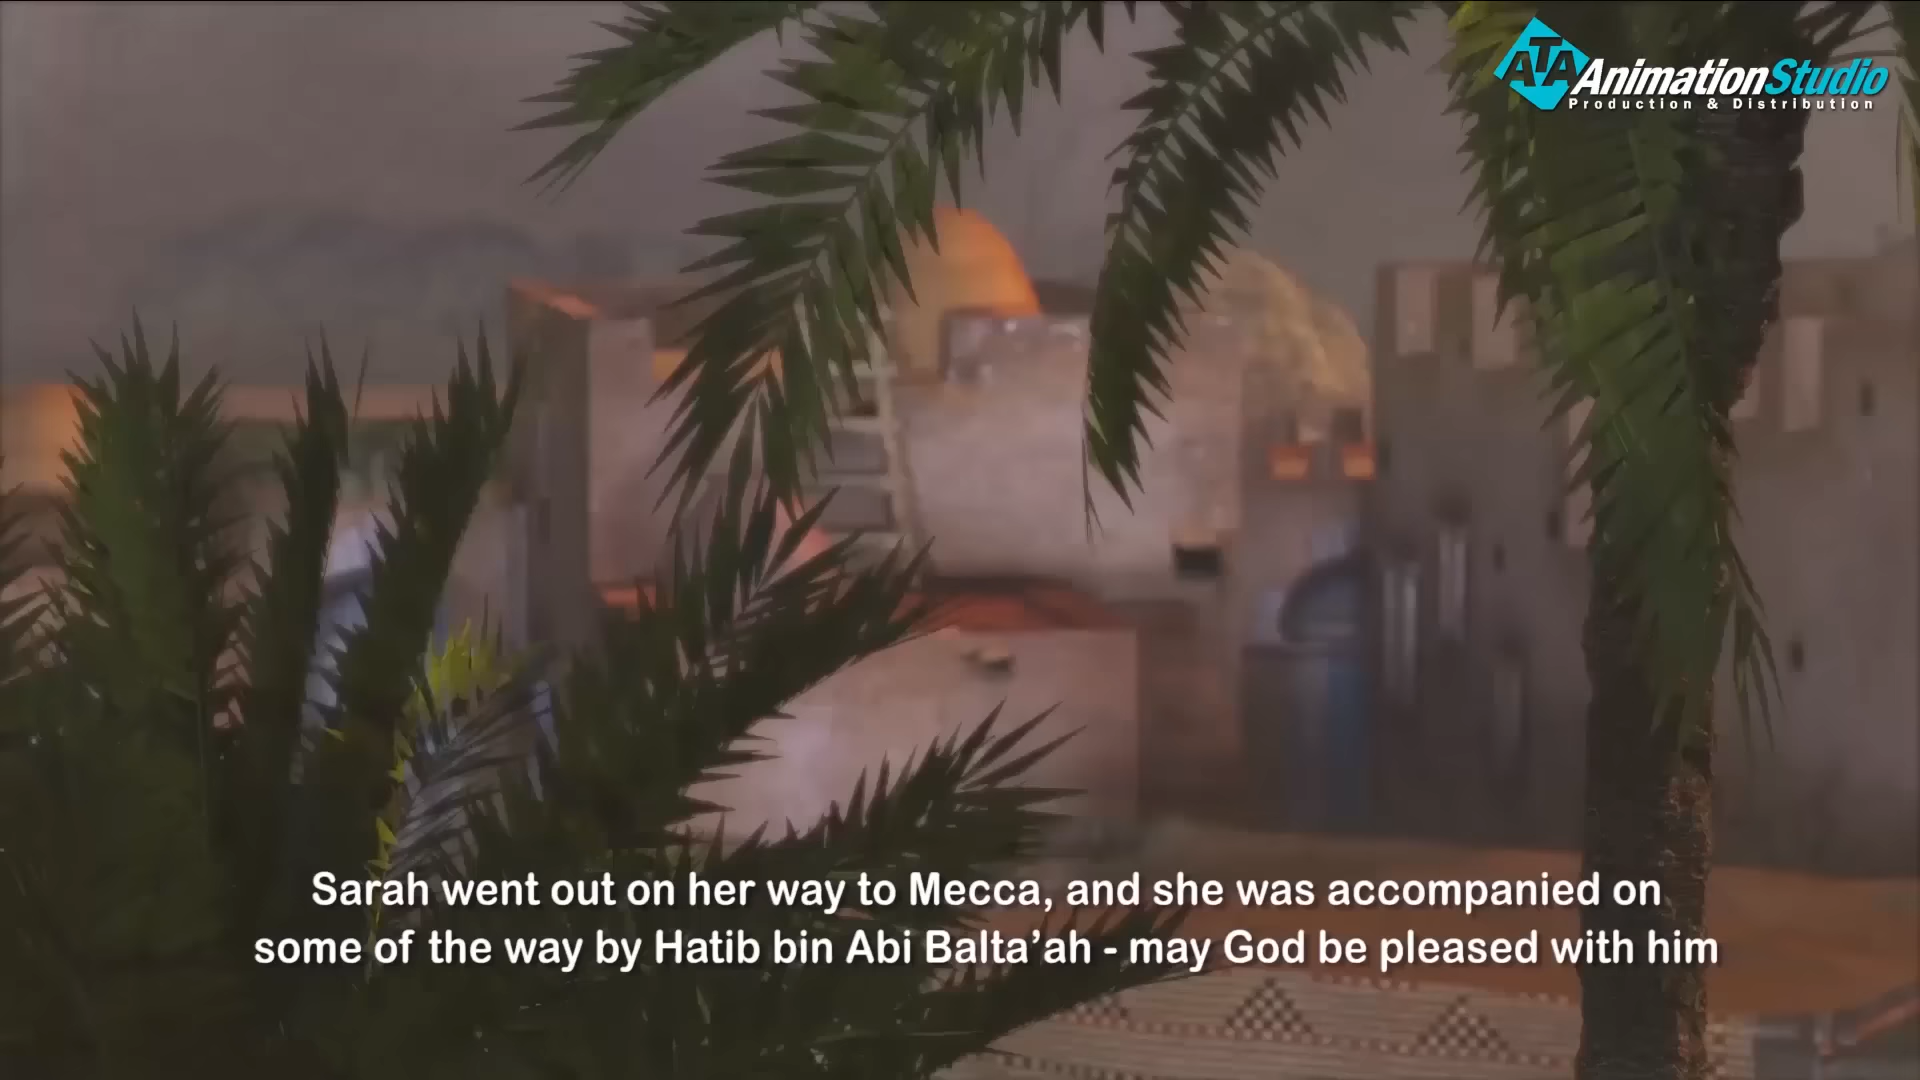 ATA AnimationStudio
Production & Distribution
Sarah went out on her way to Mecca, and she was accompanied on
some of the way by Hatib bin Abi Balta’ah - may God be pleased with him